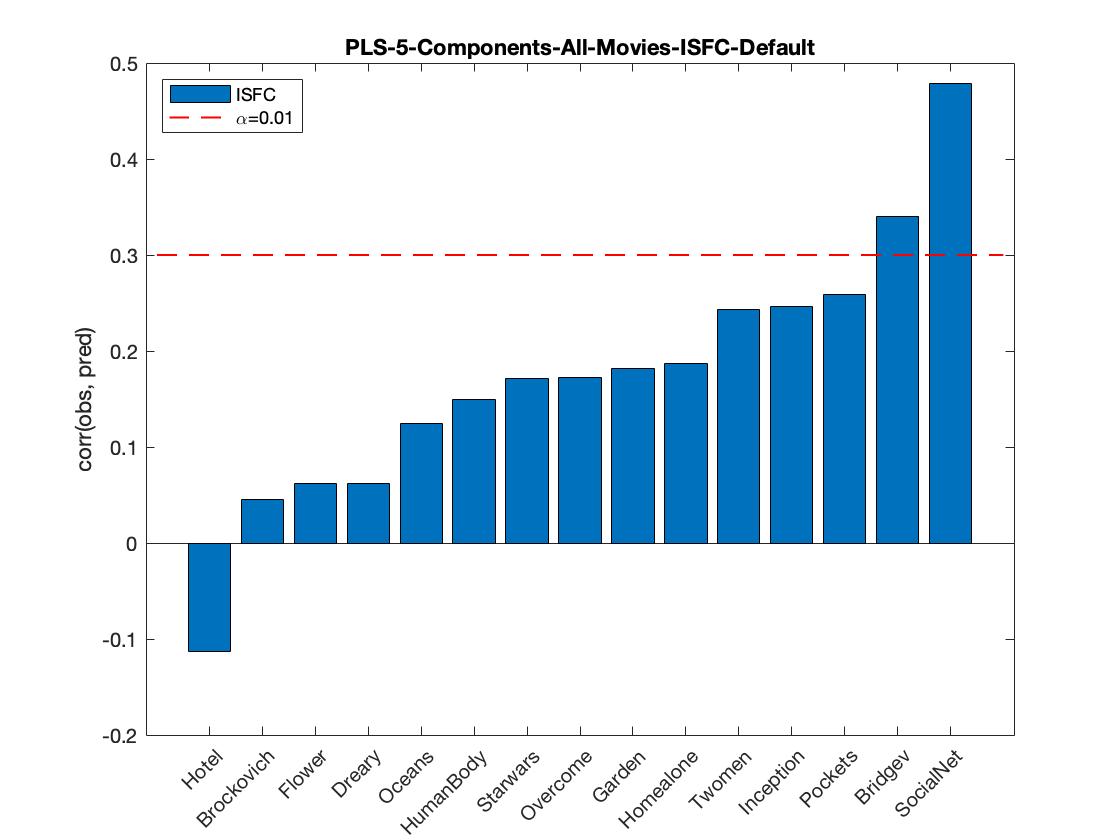 PLS-5-Components-All-Movies-ISFC-Default
ISFC
α=0.01
corr(obs, pred)
0.5
0.4
0.3
0.2
0.1
0
-0.1
-0.2
Hotel
Brockovich
Flower
Dreary
Oceans
HumanBody
Starwars
Overcome
Garden
Homealone
Twomen
Inception
Pockets
Bridgev
SocialNet